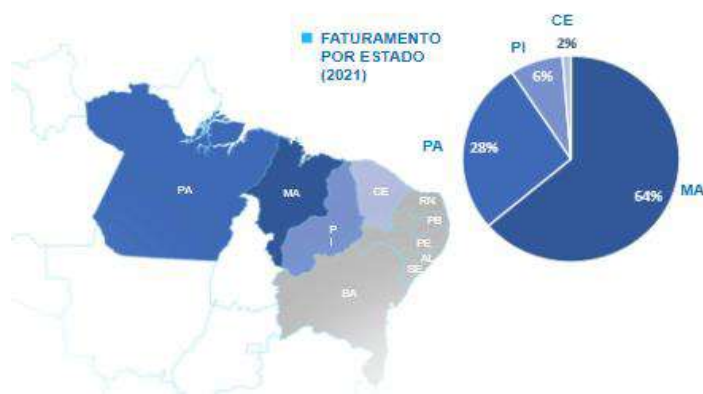 FATURAMENTO
POR ESTADO
(2021)
CE
2%
PI
6%
PA
28%
MA
64%
PA
MA
CE
P
I
RN
PB
PE
AL
SE
BA